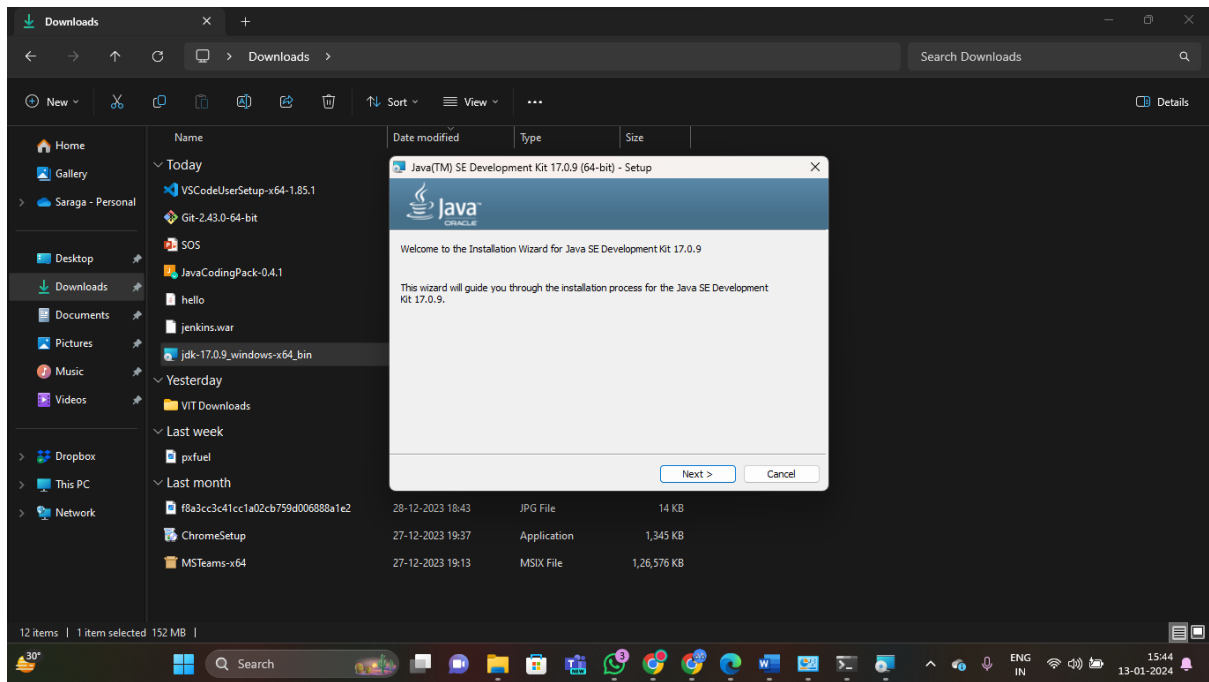 Downloads
Downloads
Search Downloads
New
Sort
View
Details
Home
Gallery
Saraga - Personal
Desktop
Downloads
Documents
Pictures
Music
Videos
Dropbox
This PC
Network
Name Date modified Type Size
Today
VSCodeUserSetup-x64-1.85.1
Git-2.43.0-64-bit
SOS
JavaCodingPack-0.4.1
hello
jenkins.war
jdk-17.0.9_windows-x64_bin
Yesterday
VIT Downloads
Last week
pxfuel
Last month
f8a3cc3c41cc1a02cb759d006888a1e2 28-12-2023 18:43 JPG File 14 KB
ChromeSetup 27-12-2023 19:37 Application 1,345 KB
MSTeams-x64 27-12-2023 19:13 MSIX File 1,26,576 KB
Java(TM) SE Development Kit 17.0.9 (64-bit) - Setup
Java™
ORACLE
Welcome to the Installation Wizard for Java SE Development Kit 17.0.9
This wizard will guide you through the installation process for the Java SE Development
Kit 17.0.9.
Next >
Cancel
12 items | 1 item selected 152 MB |
30°
Search
3
ENG
IN
15:44
13-01-2024